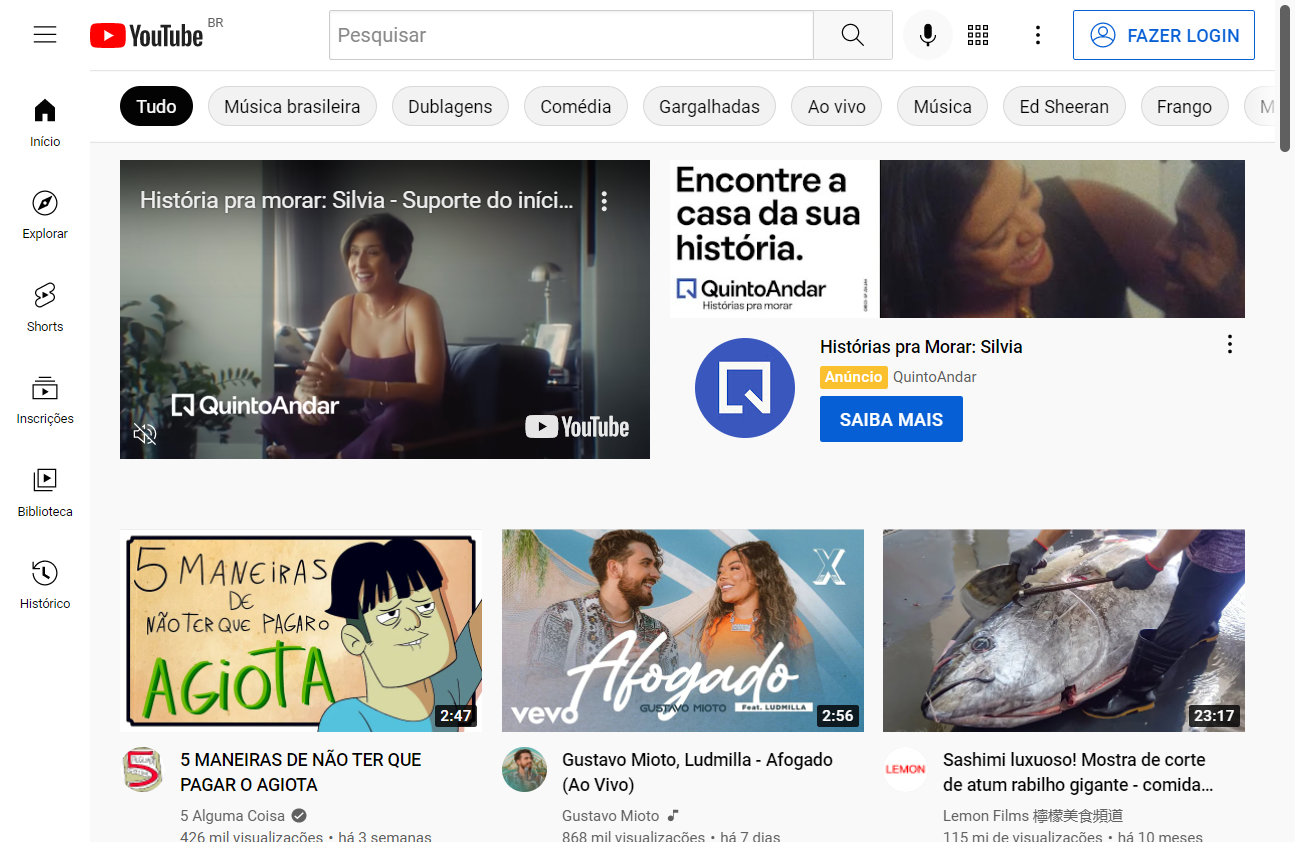 YouTube BR
Pesquisar
FAZER LOGIN
Tudo
Música brasileira
Dublagens
Comédia
Gargalhadas
Ao vivo
Música
Ed Sheeran
Frango
M
Início
Explorar
Shorts
Inscrições
Biblioteca
Histórico
História pra morar: Silvia - Suporte do iníci...
QuintoAndar
YouTube
Encontre a
casa da sua
história.
QuintoAndar
Histórias pra morar
Histórias pra Morar: Silvia
Anúncio QuintoAndar
SAIBA MAIS
5 MANEIRAS
DE
NÃO TER QUE PAGAR O
AGIOTA
2:47
5 MANEIRAS DE NÃO TER QUE
PAGAR O AGIOTA
5 Alguma Coisa
426 mil visualizações • há 3 semanas
X
Afogado
GUSTAVO MIOTO Feat. LUDMILLA
vevo
2:56
Gustavo Mioto, Ludmilla - Afogado
(Ao Vivo)
Gustavo Mioto
868 mil visualizações • há 7 dias
23:17
LEMON
Sashimi luxuoso! Mostra de corte
de atum rabilho gigante - comida...
Lemon Films 檸檬美食頻道
115 mi de visualizações • há 10 meses